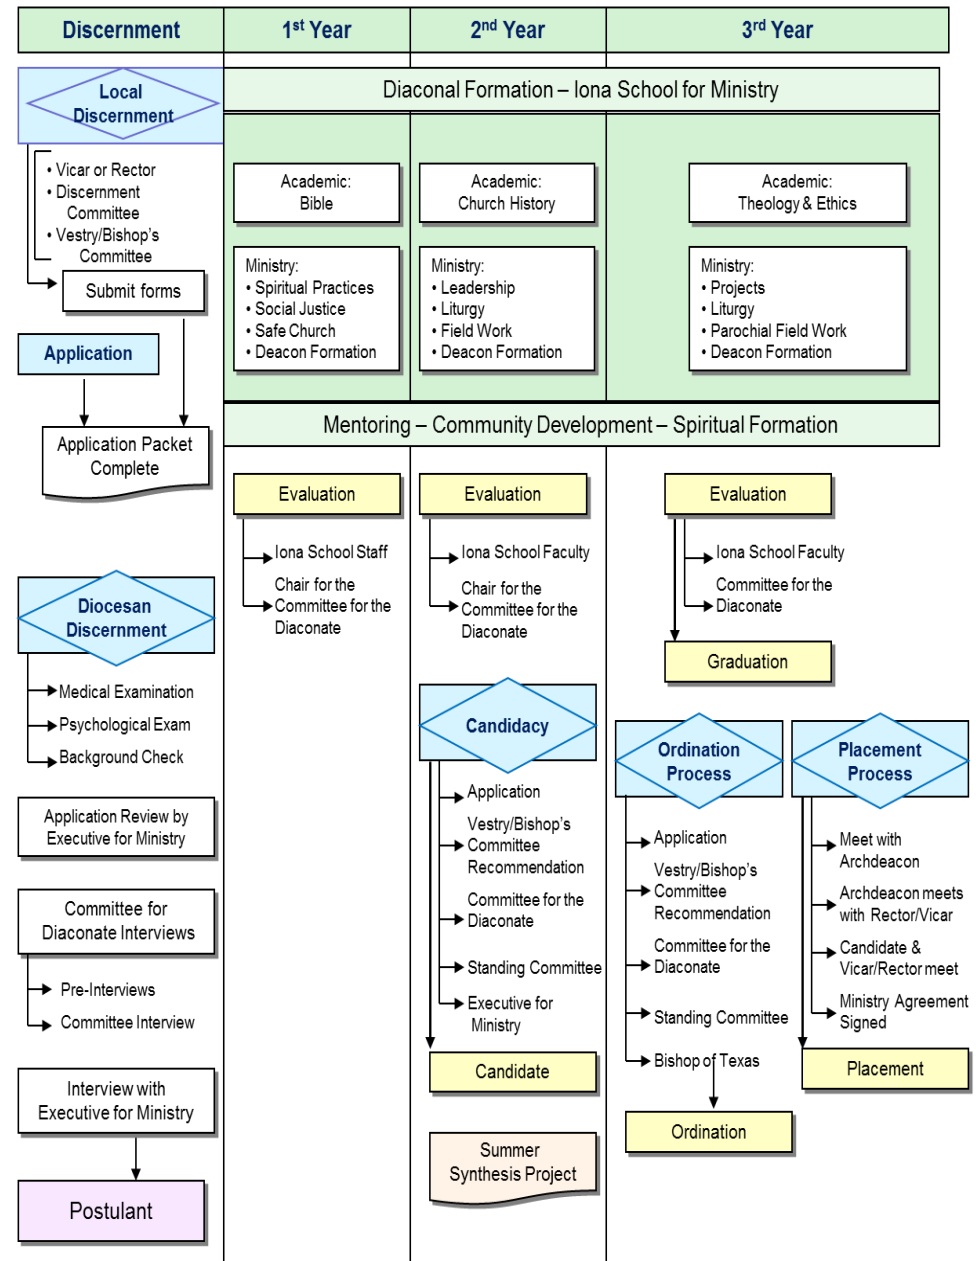 Discernment
1st Year
2nd Year
3rd Year
Local
Discernment
• Vicar or Rector
• Discernment
Committee
• Vestry/Bishop's
Committee
Submit forms
Application
Application Packet
Complete
Diocesan
Discernment
Medical Examination
Psychological Exam
Background Check
Application Review by
Executive for Ministry
Committee for
Diaconate Interviews
Pre-Interviews
Committee Interview
Interview with
Executive for Ministry
Postulant
Diaconal Formation – Iona School for Ministry
Academic:
Bible
Ministry:
• Spiritual Practices
• Social Justice
• Safe Church
• Deacon Formation
Academic:
Church History
Ministry:
• Leadership
• Liturgy
• Field Work
• Deacon Formation
Academic:
Theology & Ethics
Ministry:
• Projects
• Liturgy
• Parochial Field Work
• Deacon Formation
Mentoring – Community Development – Spiritual Formation
Evaluation
Iona School Staff
Chair for the
Committee for the
Diaconate
Evaluation
Iona School Faculty
Chair for the
Committee for the
Diaconate
Candidacy
Application
Vestry/Bishop's
Committee
Recommendation
Committee for the
Diaconate
Standing Committee
Executive for
Ministry
Candidate
Summer
Synthesis Project
Evaluation
Iona School Faculty
Committee for the
Diaconate
Graduation
Ordination
Process
Application
Vestry/Bishop's
Committee
Recommendation
Committee for the
Diaconate
Standing Committee
Bishop of Texas
Ordination
Placement
Process
Meet with
Archdeacon
Archdeacon meets
with Rector/Vicar
Candidate &
Vicar/Rector meet
Ministry Agreement
Signed
Placement